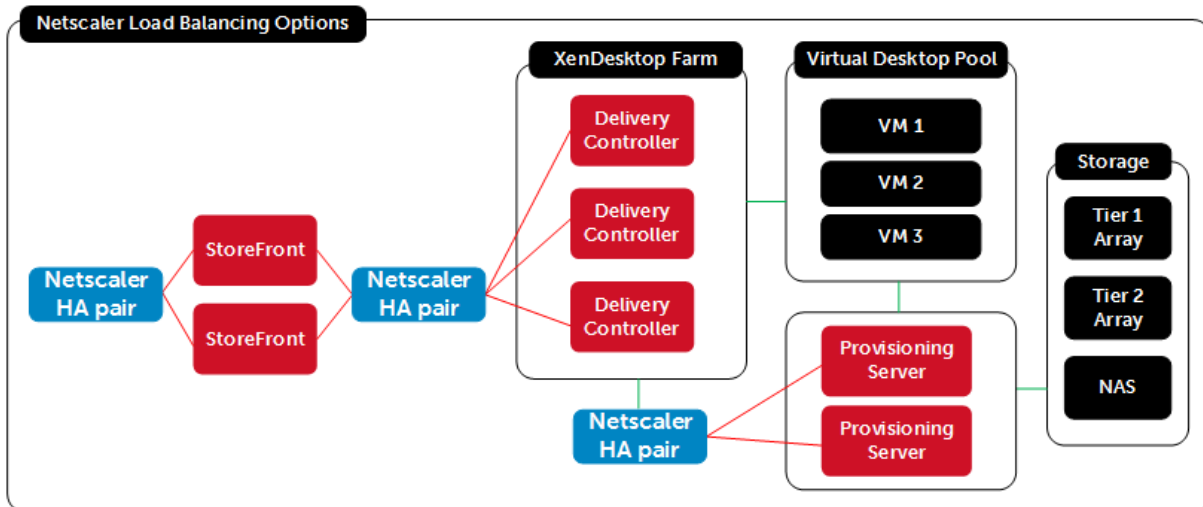 Netscaler Load Balancing Options
XenDesktop Farm
Virtual Desktop Pool
Delivery
Controller
VM 1
VM 2
VM 3
Storage
Tier 1
Array
Tier 2
Array
NAS
Delivery
Controller
Delivery
Controller
StoreFront
StoreFront
Netscaler
HA pair
Netscaler
HA pair
Provisioning
Server
Provisioning
Server
Netscaler
HA pair